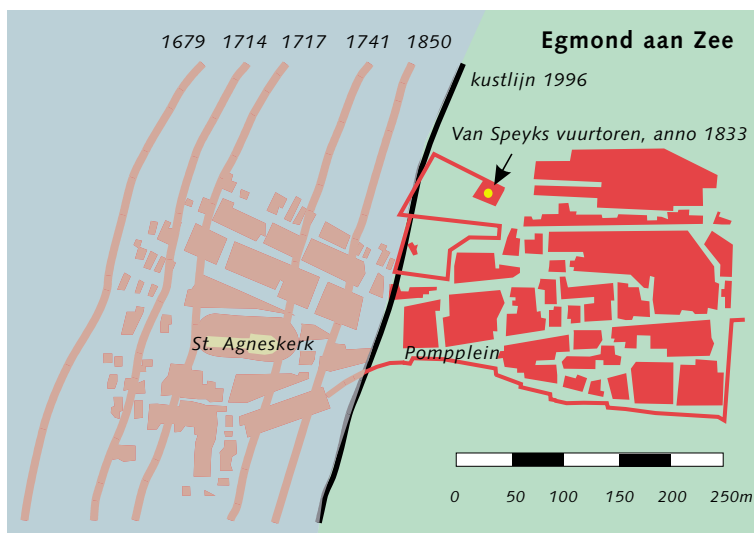 Egmond aan Zee
1679 1714 1717 1741 1850
kustlijn 1996
Van Speyks vuurtoren, anno 1833
St. Agneskerk
Pompplein
0 50 100 150 200 250m